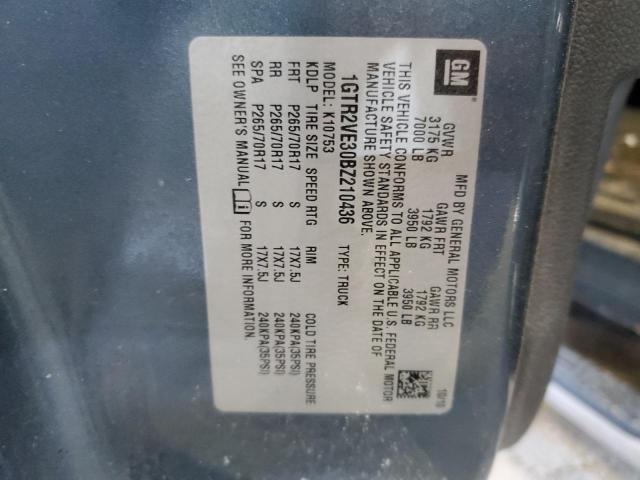 GM
MFD BY GENERAL MOTORS LLC
10/10
GVWR GAWR FRT GAWR RR
3175 KG 1792 KG 1792 KG
7000 LB 3950 LB 3950 LB
THIS VEHICLE CONFORMS TO ALL APPLICABLE U.S. FEDERAL MOTOR
VEHICLE SAFETY STANDARDS IN EFFECT ON THE DATE OF
MANUFACTURE SHOWN ABOVE.
1GTR2VE30BZ210436 TYPE: TRUCK
MODEL: K10753
KDLP TIRE SIZE SPEED RTG RIM COLD TIRE PRESSURE
FRT P265/70R17 S 17X7.5J 240KPA(35PSI)
RR P265/70R17 S 17X7.5J 240KPA(35PSI)
SPA P265/70R17 S 17X7.5J 240KPA(35PSI)
SEE OWNER'S MANUAL FOR MORE INFORMATION.